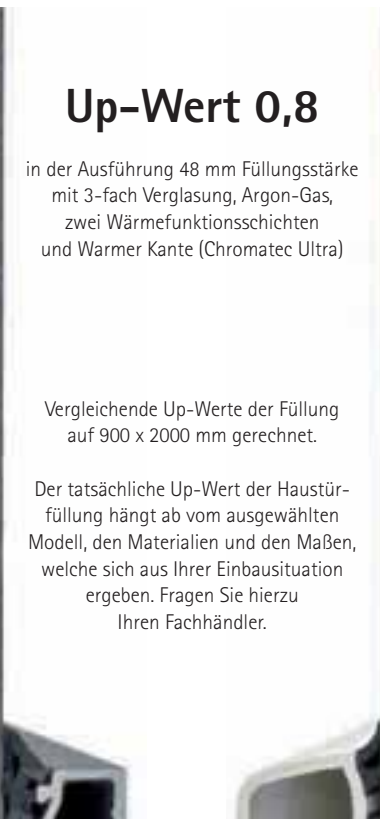 Up-Wert 0,8
in der Ausführung 48 mm Füllungsstärke
mit 3-fach Verglasung, Argon-Gas,
zwei Wärmefunktionsschichten
und Warmer Kante (Chromatec Ultra)
Vergleichende Up-Werte der Füllung
auf 900 x 2000 mm gerechnet.
Der tatsächliche Up-Wert der Haustür-
füllung hängt ab vom ausgewählten
Modell, den Materialien und den Maßen,
welche sich aus Ihrer Einbausituation
ergeben. Fragen Sie hierzu
Ihren Fachhändler.